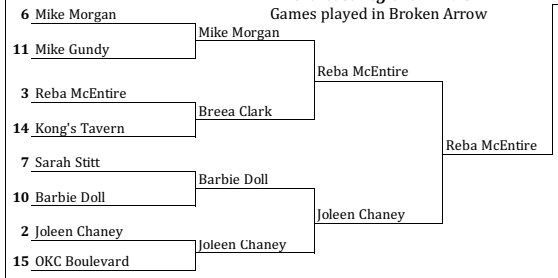 6 Mike Morgan
Games played in Broken Arrow
Mike Morgan
11 Mike Gundy
Reba McEntire
3 Reba McEntire
Breea Clark
14 Kong's Tavern
Reba McEntire
7 Sarah Stitt
Barbie Doll
10 Barbie Doll
Joleen Chaney
2 Joleen Chaney
Joleen Chaney
15 OKC Boulevard